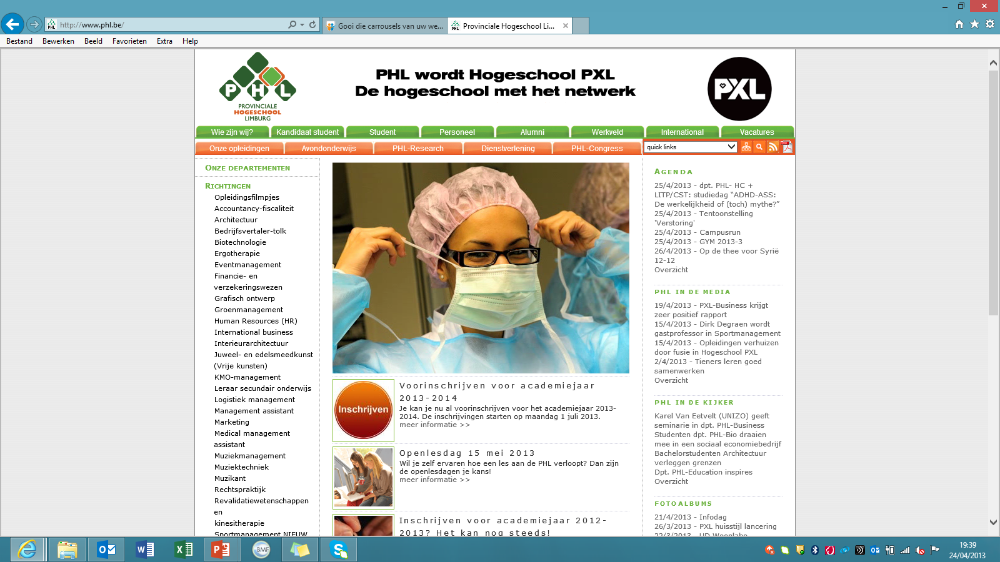 http://www.phl.be/
Gooi die carrousels van uw we...
Provinciale Hogeschool Li...
Bestand Bewerken Beeld Favorieten Extra Help
PHL
PROVINCIALE
HOGESCHOOL
LIMBURG
PHL wordt Hogeschool PXL
De hogeschool met het netwerk
PXL
Wie zijn wij? Kandidaat student Student Personeel Alumni Werkveld International Vacatures
Onze opleidingen Avondonderwijs PHL-Research Dienstverlening PHL-Congress quick links
ONZE DEPARTEMENTEN
RICHTINGEN
Opleidingsfilmpjes
Accountancy-fiscaliteit
Architectuur
Bedrijfsvertaler-tolk
Biotechnologie
Ergotherapie
Eventmanagement
Financie- en
verzekeringswezen
Grafisch ontwerp
Groenmanagement
Human Resources (HR)
International business
Interieurarchitectuur
Juweel- en edelsmeedkunst
(Vrije kunsten)
KMO-management
Leraar secundair onderwijs
Logistiek management
Management assistant
Marketing
Medical management
assistant
Muziekmanagement
Muziektechniek
Muzikant
Rechtspraktijk
Revalidatiewetenschappen
en
kinesitherapie
Sportmanagement NIEUW
Inschrijven
Voorinschrijven voor academiejaar
2013-2014
Je kan je nu al voorinschrijven voor het academiejaar 2013-
2014. De inschrijvingen starten op maandag 1 juli 2013.
meer informatie >>
Openlesdag 15 mei 2013
Wil je zelf ervaren hoe een les aan de PHL verloopt? Dan zijn
de openlesdagen je kans!
meer informatie >>
Inschrijven voor academiejaar 2012-
2013? Het kan nog steeds!
AGENDA
25/4/2013 - dpt. PHL- HC +
LITP/CST: studiedag “ADHD-ASS:
De werkelijkheid of (toch) mythe?”
25/4/2013 - Tentoonstelling
'Verstoring'
25/4/2013 - Campusrun
25/4/2013 - GYM 2013-3
26/4/2013 - Op de thee voor Syrië
12-12
Overzicht
PHL IN DE MEDIA
19/4/2013 - PXL-Business krijgt
zeer positief rapport
15/4/2013 - Dirk Degraen wordt
gastprofessor in Sportmanagement
15/4/2013 - Opleidingen verhuizen
door fusie in Hogeschool PXL
2/4/2013 - Tieners leren goed
samenwerken
Overzicht
PHL IN DE KIJKER
Karel Van Eetvelt (UNIZO) geeft
seminarie in dpt. PHL-Business
Studenten dpt. PHL-Bio draaien
mee in een sociaal economiebedrijf
Bachelorstudenten Architectuur
verleggen grenzen
Dpt. PHL-Education inspires
Overzicht
FOTOALBUMS
21/4/2013 - Infodag
26/3/2013 - PXL huisstijl lancering
22/3/2013 - UD Woonlabo
BMF
19:39
24/04/2013